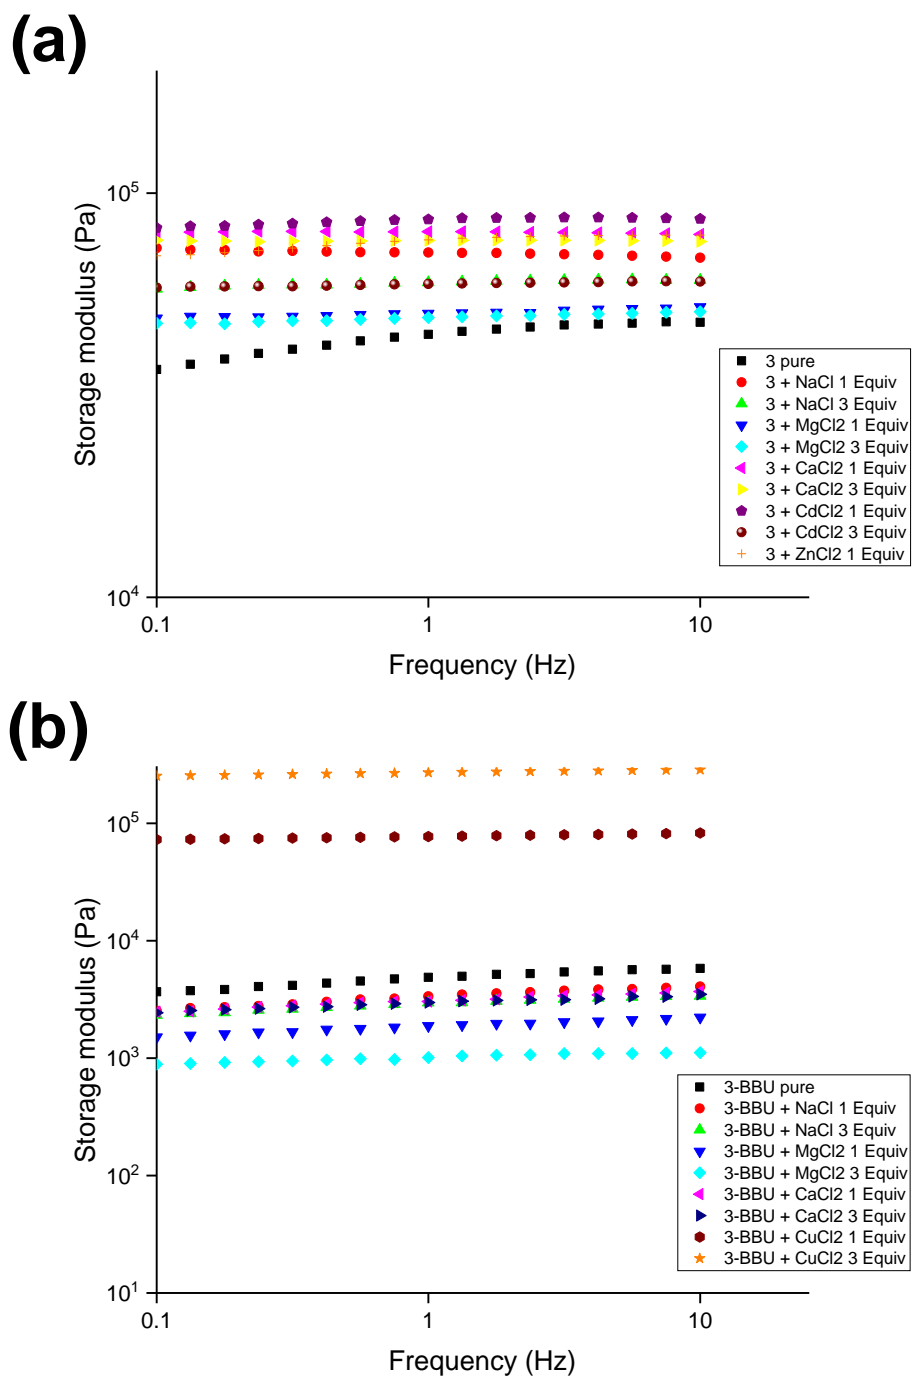 (a)
Storage modulus (Pa)
10^5
10^4
0.1 1 10
Frequency (Hz)
3 pure
3 + NaCl 1 Equiv
3 + NaCl 3 Equiv
3 + MgCl2 1 Equiv
3 + MgCl2 3 Equiv
3 + CaCl2 1 Equiv
3 + CaCl2 3 Equiv
3 + CdCl2 1 Equiv
3 + CdCl2 3 Equiv
3 + ZnCl2 1 Equiv
(b)
Storage modulus (Pa)
10^5
10^4
10^3
10^2
10^1
0.1 1 10
Frequency (Hz)
3-BBU pure
3-BBU + NaCl 1 Equiv
3-BBU + NaCl 3 Equiv
3-BBU + MgCl2 1 Equiv
3-BBU + MgCl2 3 Equiv
3-BBU + CaCl2 1 Equiv
3-BBU + CaCl2 3 Equiv
3-BBU + CuCl2 1 Equiv
3-BBU + CuCl2 3 Equiv